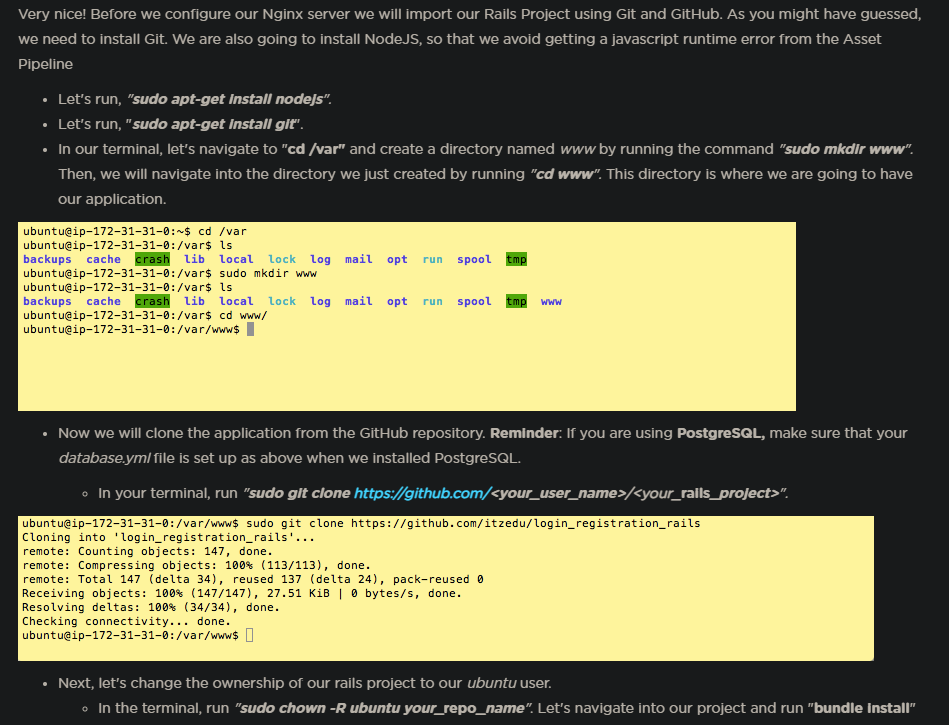 Very nice! Before we configure our Nginx server we will import our Rails Project using Git and GitHub. As you might have guessed,
we need to install Git. We are also going to install NodeJS, so that we avoid getting a javascript runtime error from the Asset
Pipeline
• Let's run, "sudo apt-get install nodejs".
• Let's run, "sudo apt-get install git".
• In our terminal, let's navigate to "cd /var" and create a directory named www by running the command "sudo mkdir www".
Then, we will navigate into the directory we just created by running "cd www". This directory is where we are going to have
our application.
ubuntu@ip-172-31-31-0:~$ cd /var
ubuntu@ip-172-31-31-0:/var$ ls
backups cache crash lib local lock log mail opt run spool tmp
ubuntu@ip-172-31-31-0:/var$ sudo mkdir www
ubuntu@ip-172-31-31-0:/var$ ls
backups cache crash lib local lock log mail opt run spool tmp www
ubuntu@ip-172-31-31-0:/var$ cd www/
ubuntu@ip-172-31-31-0:/var/www$
• Now we will clone the application from the GitHub repository. Reminder: If you are using PostgreSQL, make sure that your
database.yml file is set up as above when we installed PostgreSQL.
◦ In your terminal, run "sudo git clone https://github.com/<your_user_name>/<your_rails_project>".
ubuntu@ip-172-31-31-0:/var/www$ sudo git clone https://github.com/itzedu/login_registration_rails
Cloning into 'login_registration_rails'...
remote: Counting objects: 147, done.
remote: Compressing objects: 100% (113/113), done.
remote: Total 147 (delta 34), reused 137 (delta 24), pack-reused 0
Receiving objects: 100% (147/147), 27.51 KiB | 0 bytes/s, done.
Resolving deltas: 100% (34/34), done.
Checking connectivity... done.
ubuntu@ip-172-31-31-0:/var/www$
• Next, let's change the ownership of our rails project to our ubuntu user.
◦ In the terminal, run "sudo chown -R ubuntu your_repo_name". Let's navigate into our project and run "bundle install"